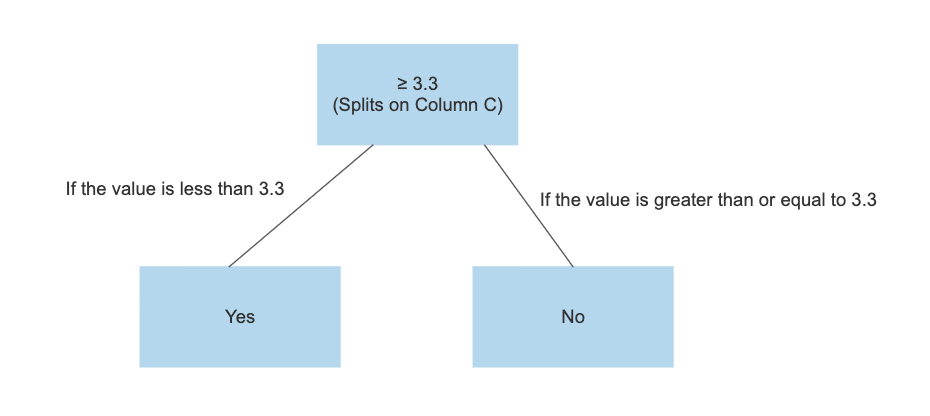 ≥ 3.3
(Splits on Column C)
If the value is less than 3.3
If the value is greater than or equal to 3.3
Yes
No